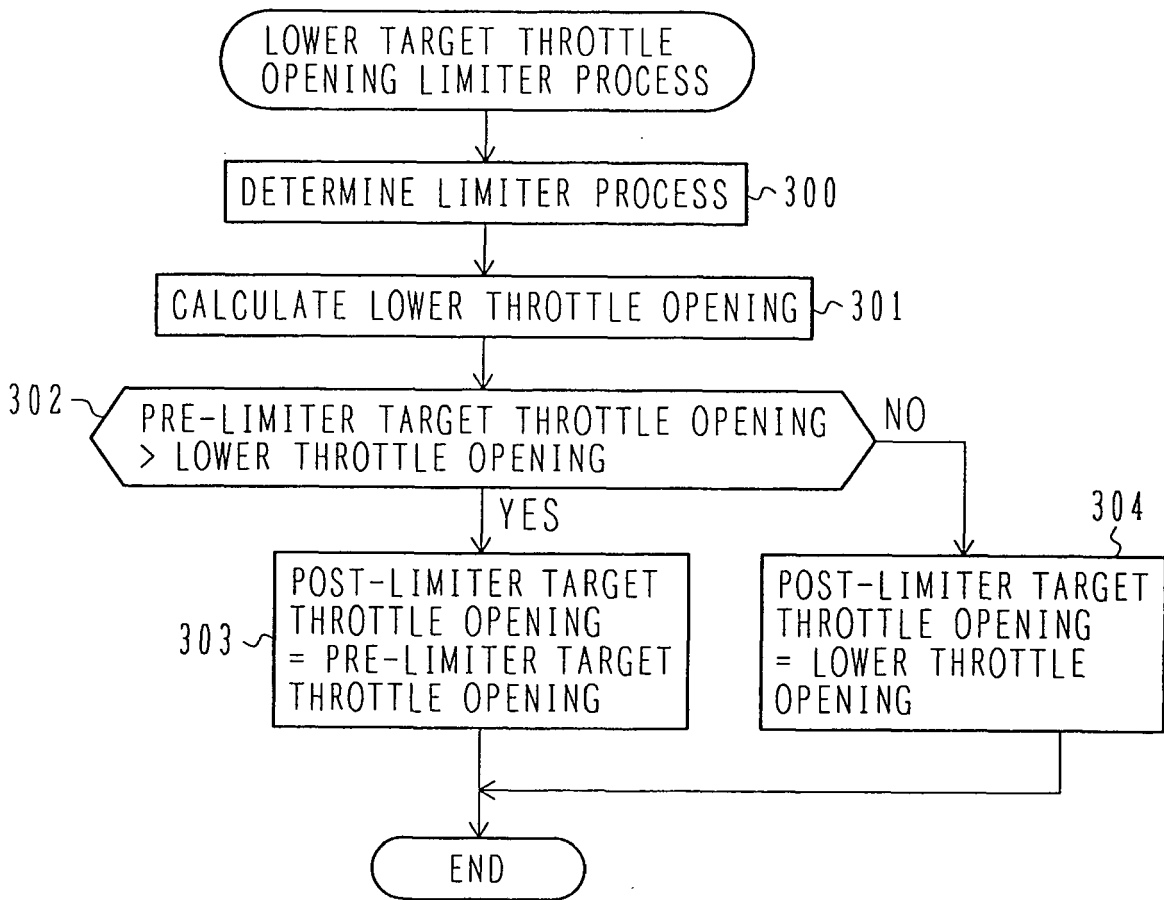 LOWER TARGET THROTTLE
OPENING LIMITER PROCESS
DETERMINE LIMITER PROCESS
300
CALCULATE LOWER THROTTLE OPENING
301
302
PRE-LIMITER TARGET THROTTLE OPENING
> LOWER THROTTLE OPENING
NO
YES
303
POST-LIMITER TARGET
THROTTLE OPENING
= PRE-LIMITER TARGET
THROTTLE OPENING
304
POST-LIMITER TARGET
THROTTLE OPENING
= LOWER THROTTLE
OPENING
END